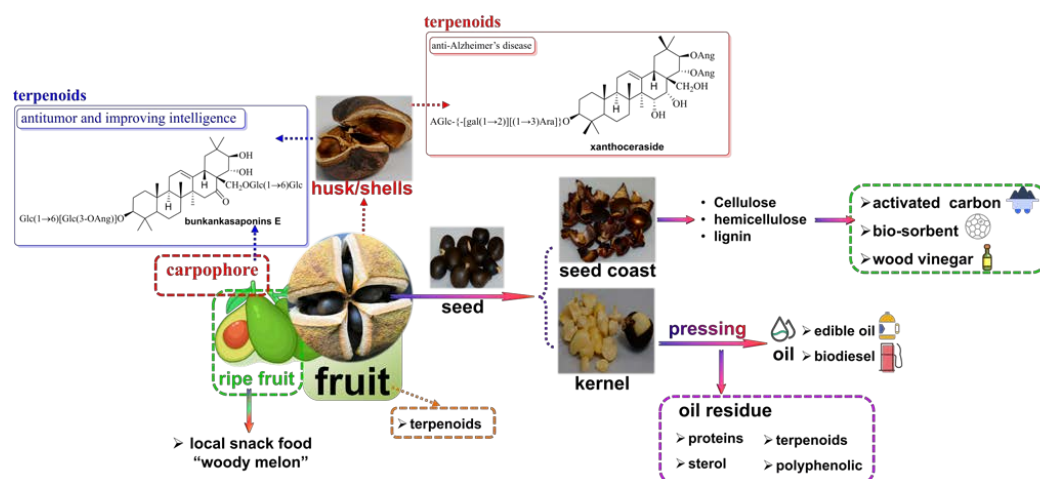 terpenoids
anti-Alzheimer's disease
OAng
OAng
CH₂OH
OH
OH
AGlc-{-[gal(1→2)][(1→3)Ara]}O
H
xanthoceraside
terpenoids
antitumor and improving intelligence
OH
OH
CH₂OGlc(1→6)Glc
H
O
Glc(1→6)[Glc(3-OAng)]O
bunkankasaponins E
husk/shells
carpophore
ripe fruit
fruit
➢ local snack food
"woody melon"
➢ terpenoids
seed
seed coast
• Cellulose
• hemicellulose
• lignin
➢ activated carbon
➢ bio-sorbent
➢ wood vinegar
kernel
pressing
oil
➢ edible oil
➢ biodiesel
oil residue
➢ proteins
➢ terpenoids
➢ sterol
➢ polyphenolic